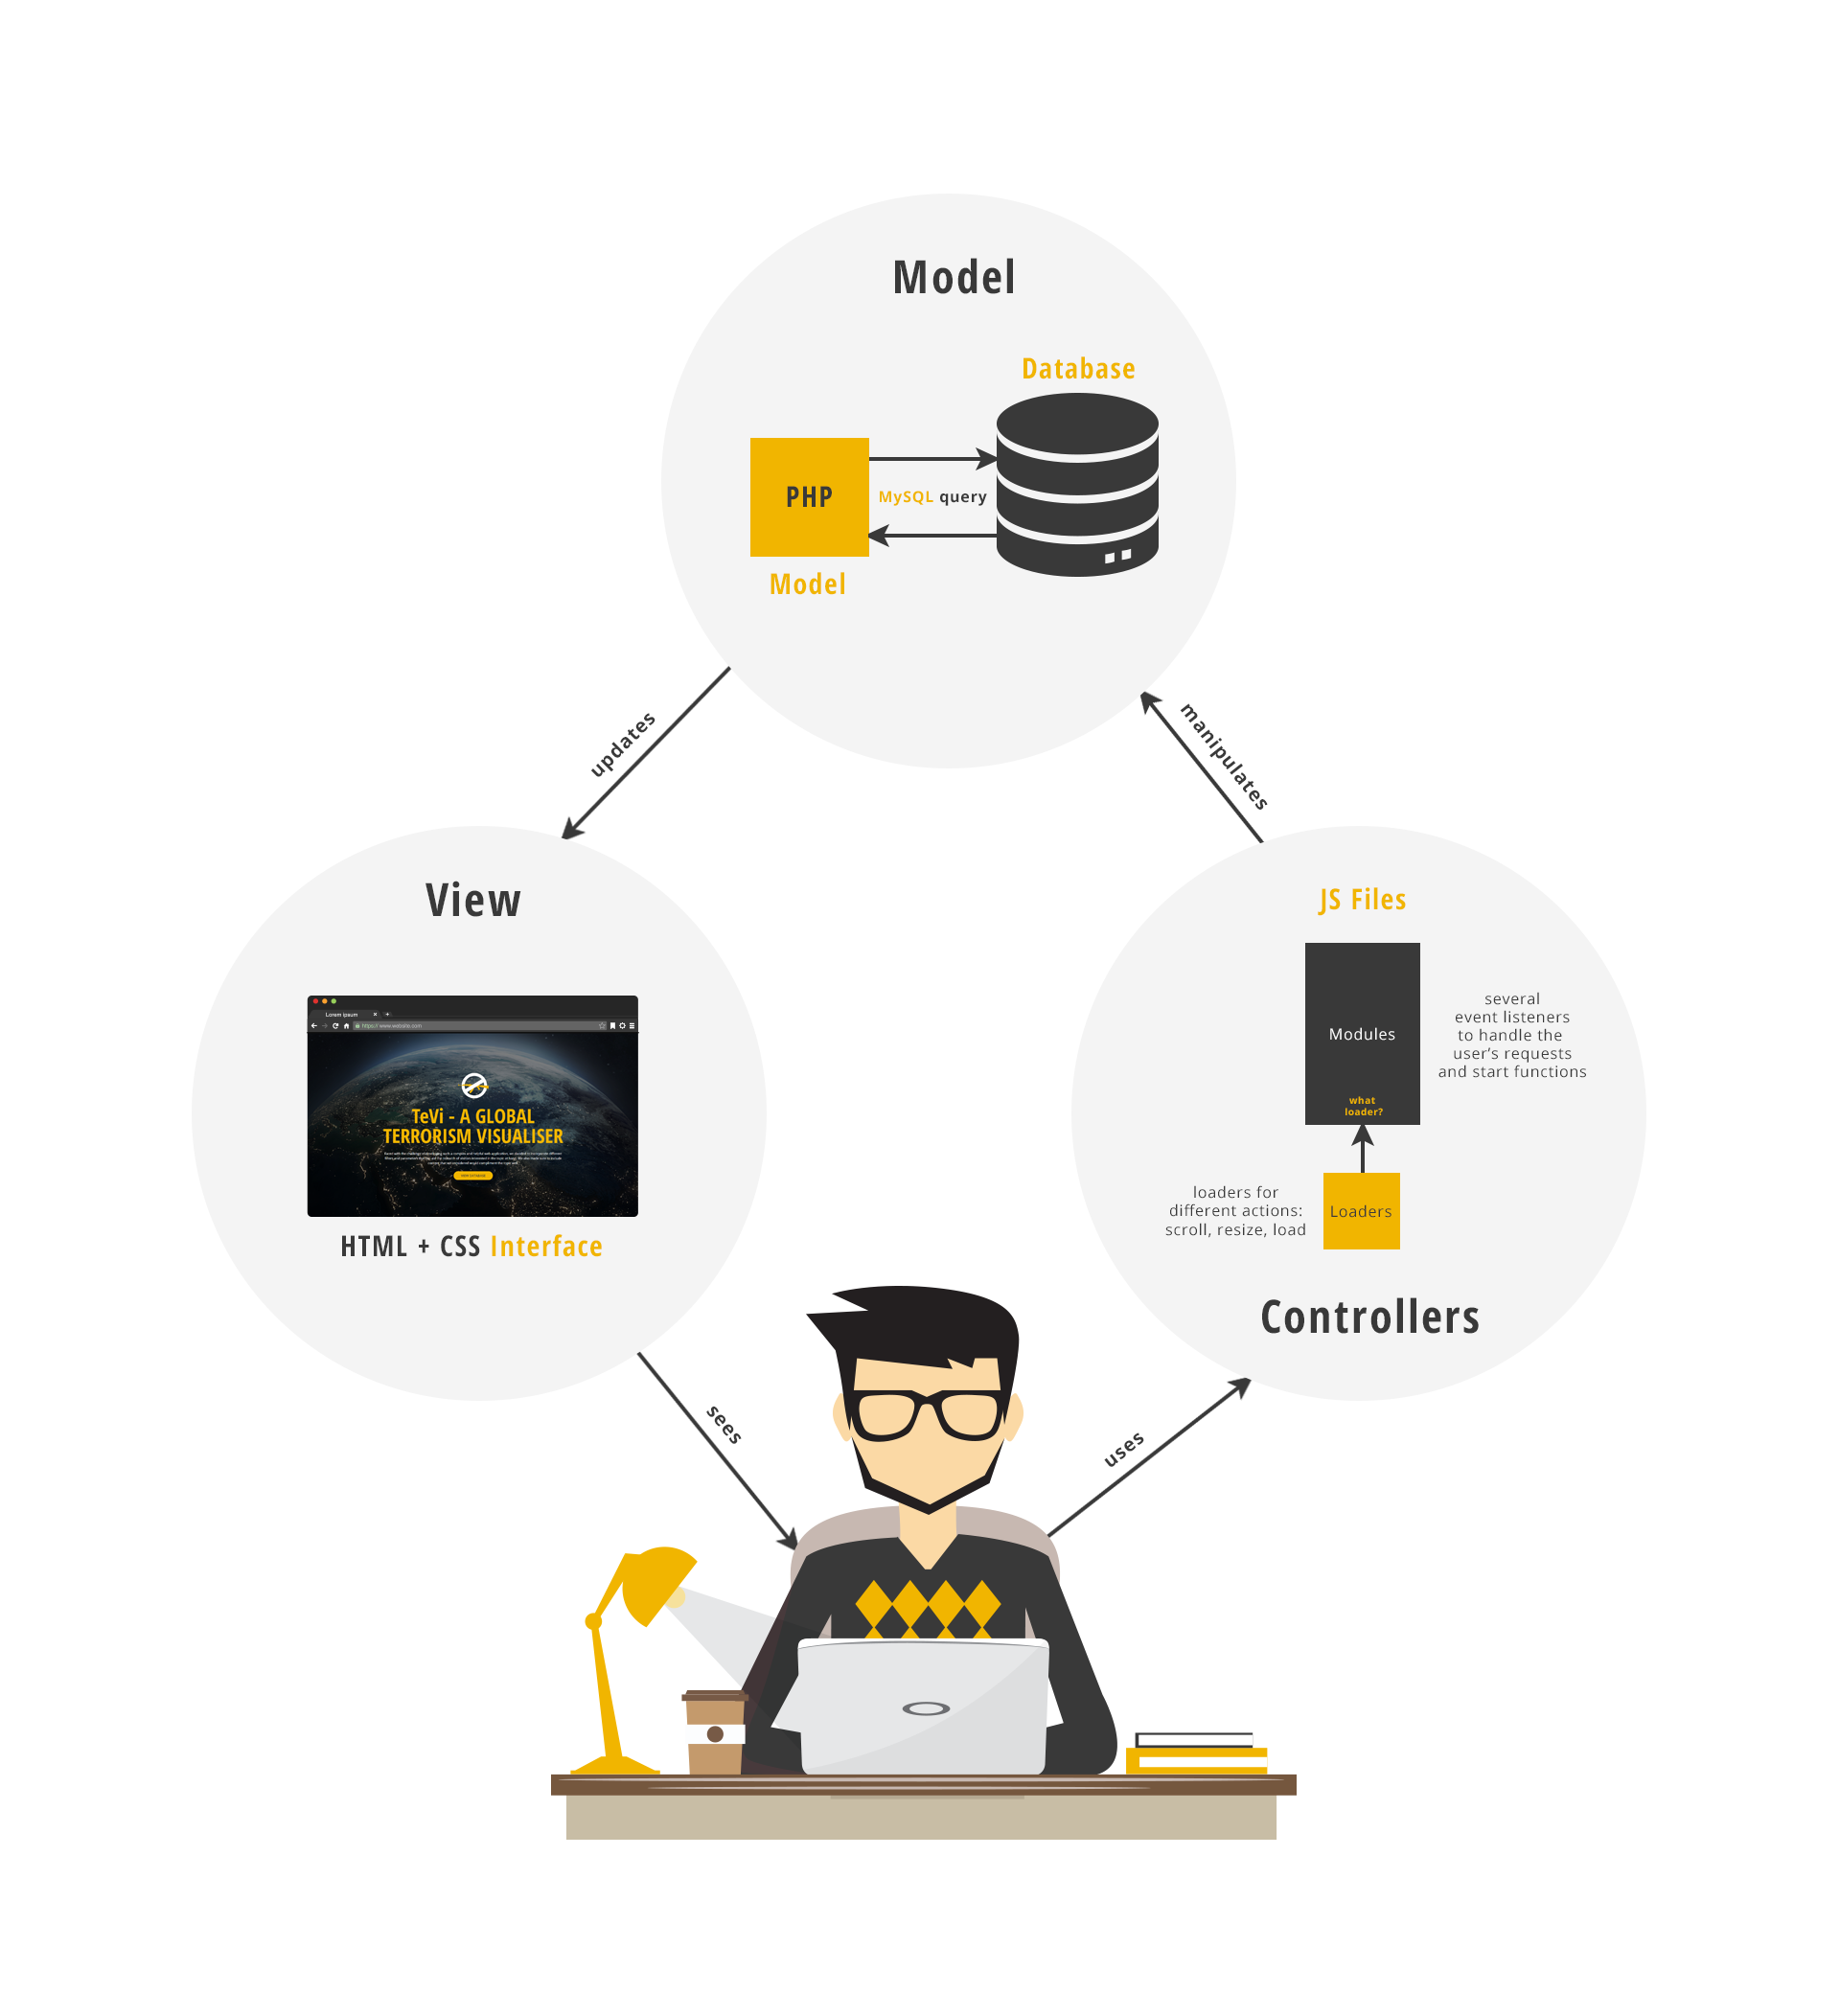 Model
Database
PHP
MySQL query
Model
updates
manipulates
View
Lorem Ipsum
https:// www.website.com
TeVi - A GLOBAL
TERRORISM VISUALISER
HTML + CSS Interface
JS Files
Modules
several
event listeners
to handle the
user's requests
and start functions
what
loader?
loaders for
different actions:
scroll, resize, load
Loaders
Controllers
sees
uses